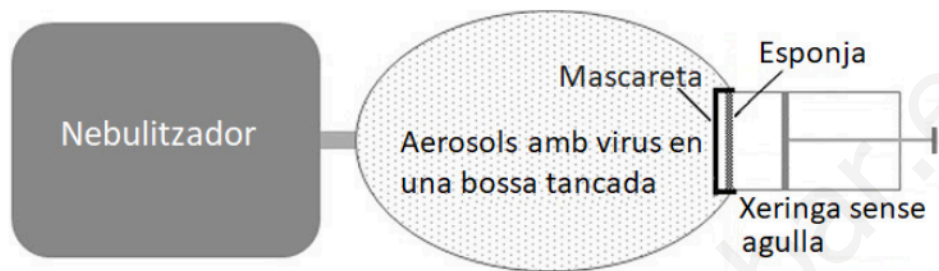 Nebulitzador
Mascareta
Esponja
Aerosols amb virus en
una bossa tancada
Xeringa sense
agulla